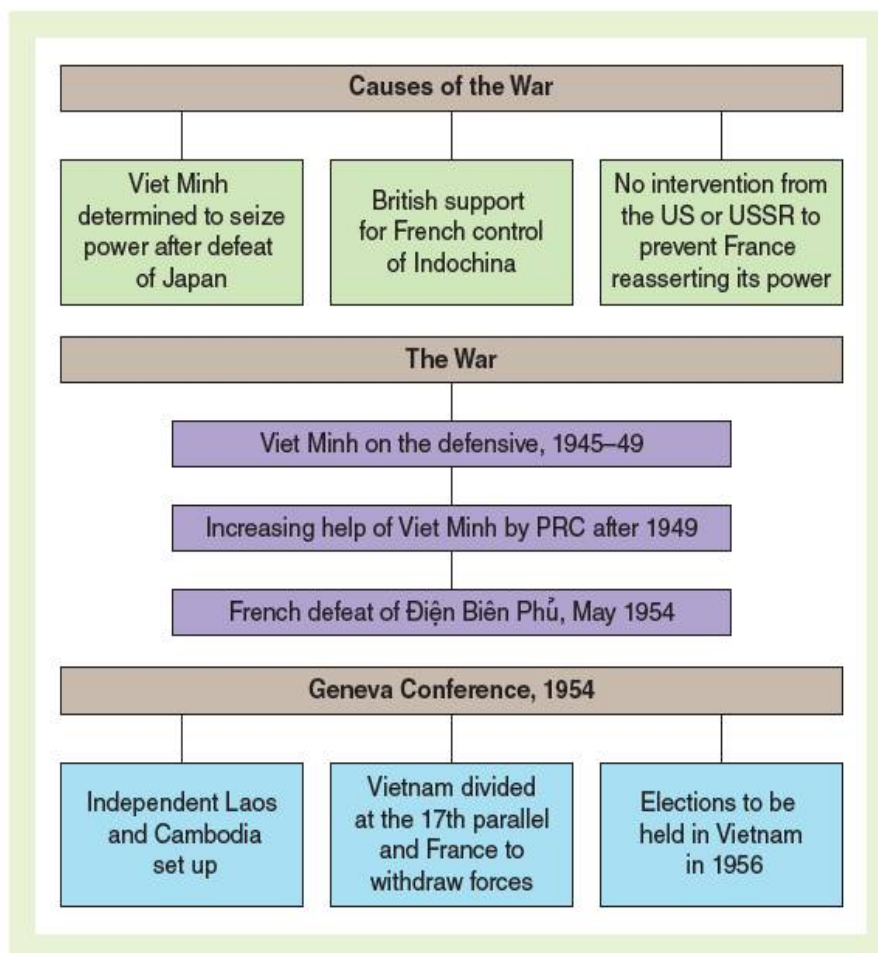 Causes of the War
Viet Minh
determined to seize
power after defeat
of Japan
British support
for French control
of Indochina
No intervention from
the US or USSR to
prevent France
reasserting its power
The War
Viet Minh on the defensive, 1945–49
Increasing help of Viet Minh by PRC after 1949
French defeat of Điện Biên Phủ, May 1954
Geneva Conference, 1954
Independent Laos
and Cambodia
set up
Vietnam divided
at the 17th parallel
and France to
withdraw forces
Elections to be
held in Vietnam
in 1956